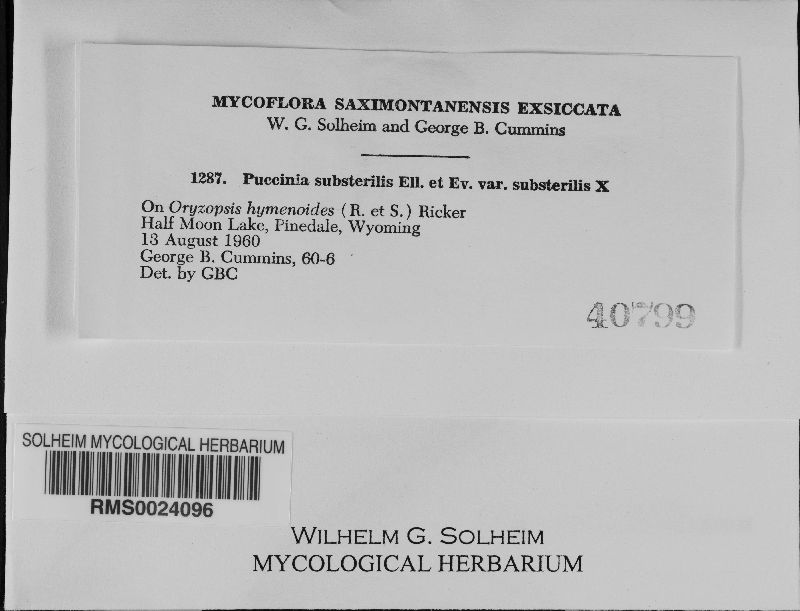 MYCOFLORA SAXIMONTANENSIS EXSICCATA
W. G. Solheim and George B. Cummins
1287. Puccinia substerilis Ell. et Ev. var. substerilis X
On Oryzopsis hymenoides (R. et S.) Ricker
Half Moon Lake, Pinedale, Wyoming
13 August 1960
George B. Cummins, 60-6
Det. by GBC
40799
SOLHEIM MYCOLOGICAL HERBARIUM
RMS0024096
WILHELM G. SOLHEIM
MYCOLOGICAL HERBARIUM